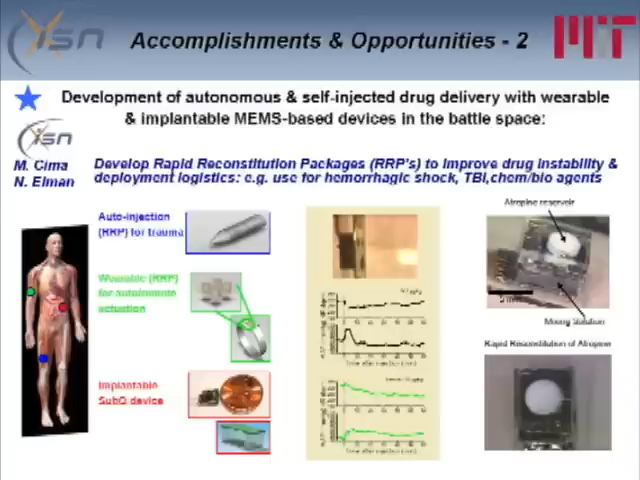 isn
Accomplishments & Opportunities - 2
MIT
Development of autonomous & self-injected drug delivery with wearable
& implantable MEMS-based devices in the battle space:
isn
M. Cima
N. Elman
Develop Rapid Reconstitution Packages (RRP's) to improve drug instability &
deployment logistics: e.g. use for hemorrhagic shock, TBI,chem/bio agents
Auto-injection
(RRP) for trauma
Wearable (RRP)
for autonomous
actuation
Implantable
SubQ device
Atropine reservoir
Mixing Solution
Rapid Reconstitution of Atropine